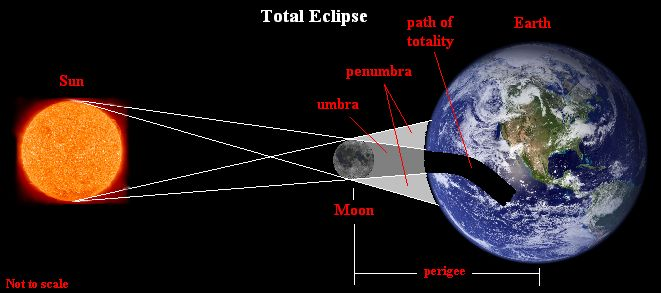 Total Eclipse
path of
totality
Earth
Sun
penumbra
umbra
Moon
perigee
Not to scale